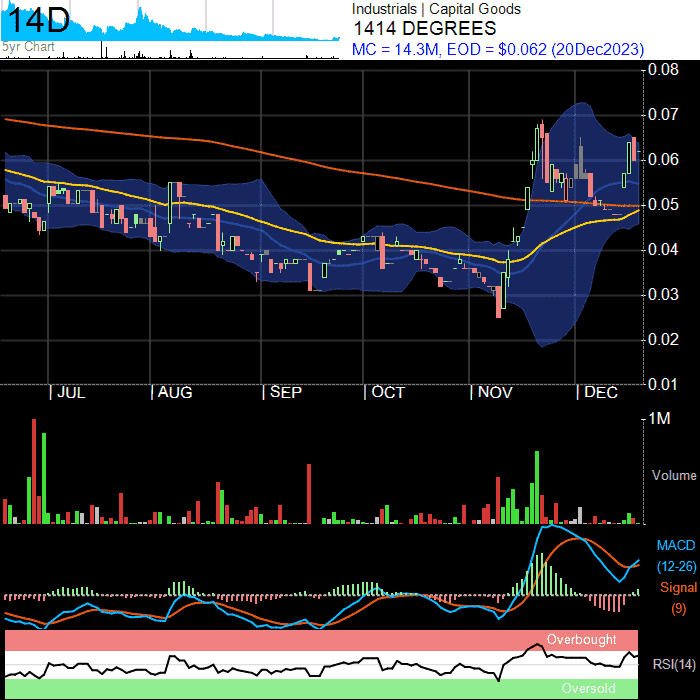 14D
5yr Chart
Industrials | Capital Goods
1414 DEGREES
MC = 14.3M, EOD = $0.062 (20Dec2023)
0.08
0.07
0.06
0.05
0.04
0.03
0.02
0.01
| JUL | AUG | SEP | OCT | NOV | DEC
1M
Volume
MACD
(12-26)
Signal
(9)
Overbought
RSI(14)
Oversold